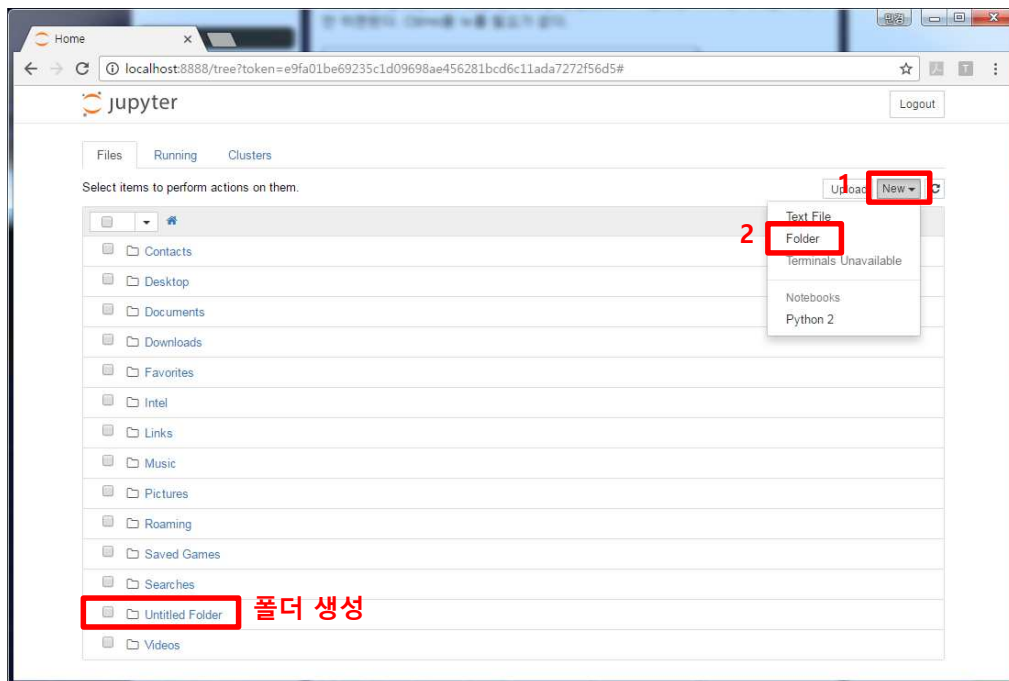 Home
민경
localhost:8888/tree?token=e9fa01be69235c1d09698ae456281bcd6c11ada7272f56d5#
jupyter
Logout
Files Running Clusters
Select items to perform actions on them.
Upload 1 New
Text File
2 Folder
Terminals Unavailable
Notebooks
Python 2
Contacts
Desktop
Documents
Downloads
Favorites
Intel
Links
Music
Pictures
Roaming
Saved Games
Searches
Untitled Folder 폴더 생성
Videos